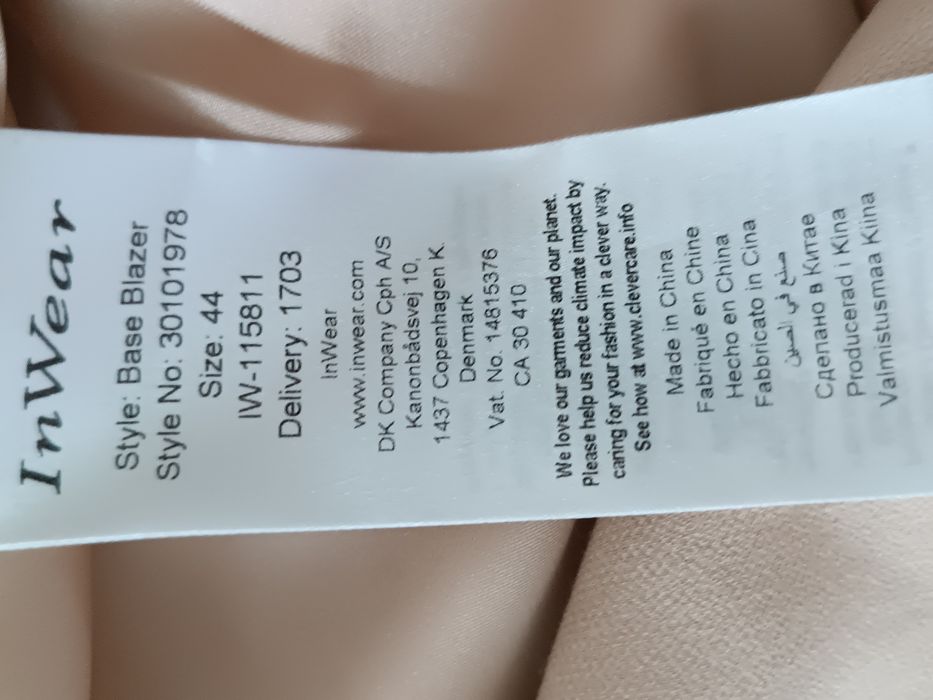 InWear
Style: Base Blazer
Style No: 30101978
Size: 44
IW-115811
Delivery: 1703
InWear
www.inwear.com
DK Company Cph A/S
Kanonbådsvej 10,
1437 Copenhagen K.
Denmark
Vat. No. 14815376
CA 30 410
We love our garments and our planet.
Please help us reduce climate impact by
caring for your fashion in a clever way.
See how at www.clevercare.info
Made in China
Fabriqué en Chine
Hecho en China
Fabbricato in Cina
صنع في الصين
Сделано в Китае
Producerad i Kina
Valmistusmaa Kiina